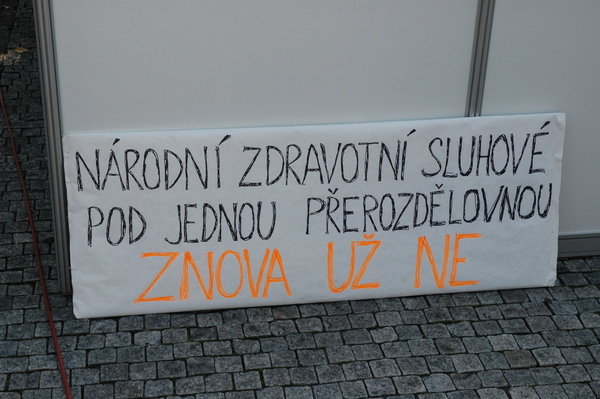 NÁRODNÍ ZDRAVOTNÍ SLUHOVÉ
POD JEDNOU PŘEROZDĚLOVNOU
ZNOVA UŽ NE